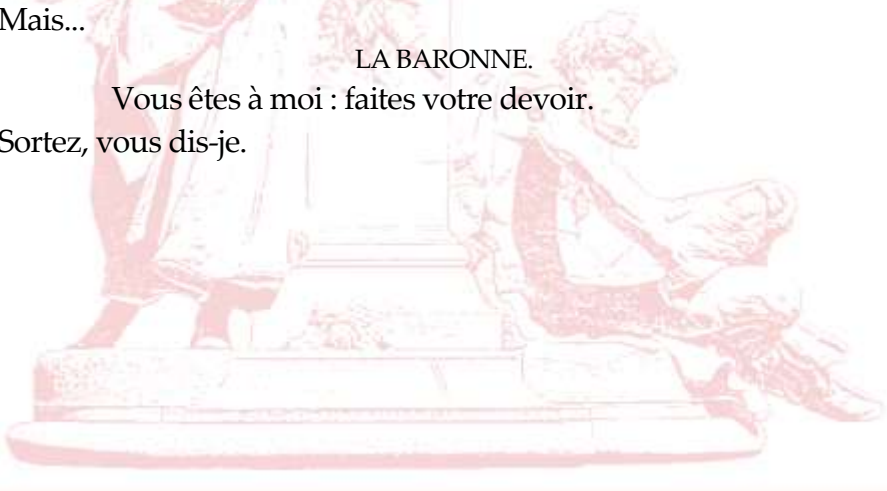 Mais...
LA BARONNE.
Vous êtes à moi : faites votre devoir.
Sortez, vous dis-je.